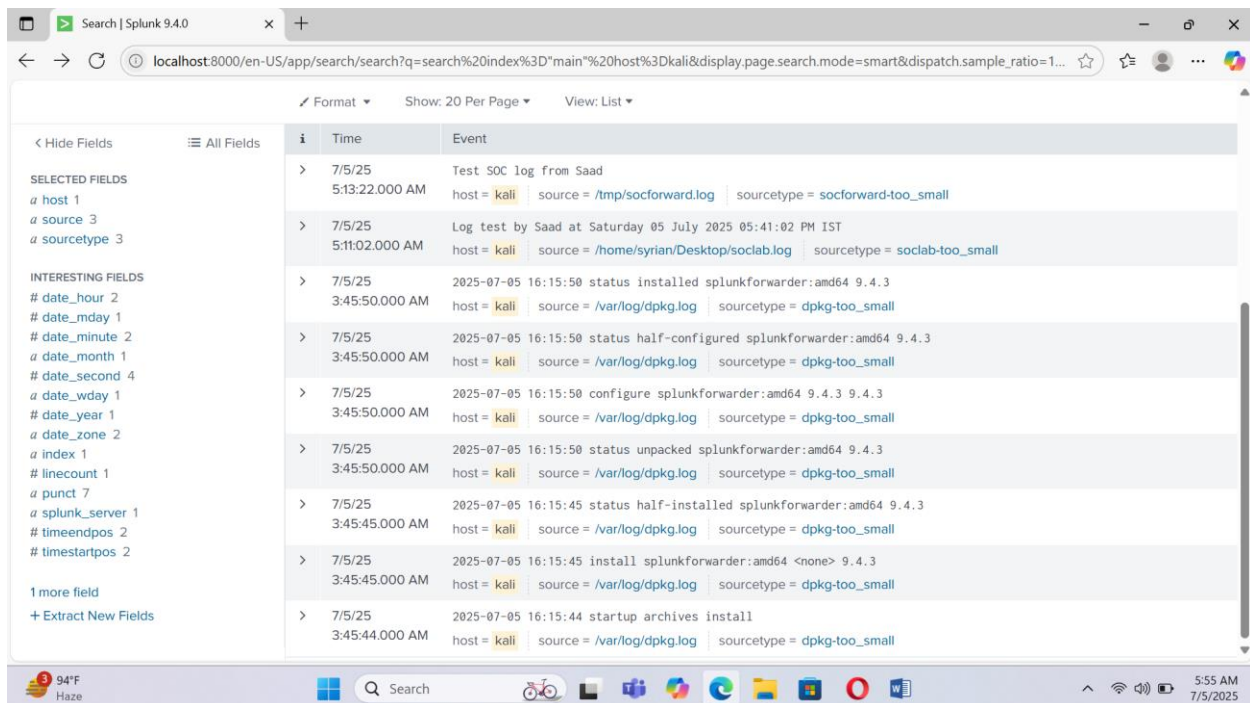 Search | Splunk 9.4.0
localhost:8000/en-US/app/search/search?q=search%20index%3D"main"%20host%3Dkali&display.page.search.mode=smart&dispatch.sample_ratio=1...
Format Show: 20 Per Page View: List
< Hide Fields All Fields
SELECTED FIELDS
a host 1
a source 3
a sourcetype 3
INTERESTING FIELDS
# date_hour 2
# date_mday 1
# date_minute 2
a date_month 1
# date_second 4
a date_wday 1
# date_year 1
a date_zone 2
a index 1
# linecount 1
a punct 7
a splunk_server 1
# timeendpos 2
# timestartpos 2
1 more field
+ Extract New Fields
i Time Event
> 7/5/25 Test SOC log from Saad
5:13:22.000 AM host = kali source = /tmp/socforward.log sourcetype = socforward-too_small
> 7/5/25 Log test by Saad at Saturday 05 July 2025 05:41:02 PM IST
5:11:02.000 AM host = kali source = /home/syrian/Desktop/soclab.log sourcetype = soclab-too_small
> 7/5/25 2025-07-05 16:15:50 status installed splunkforwarder:amd64 9.4.3
3:45:50.000 AM host = kali source = /var/log/dpkg.log sourcetype = dpkg-too_small
> 7/5/25 2025-07-05 16:15:50 status half-configured splunkforwarder:amd64 9.4.3
3:45:50.000 AM host = kali source = /var/log/dpkg.log sourcetype = dpkg-too_small
> 7/5/25 2025-07-05 16:15:50 configure splunkforwarder:amd64 9.4.3 9.4.3
3:45:50.000 AM host = kali source = /var/log/dpkg.log sourcetype = dpkg-too_small
> 7/5/25 2025-07-05 16:15:50 status unpacked splunkforwarder:amd64 9.4.3
3:45:50.000 AM host = kali source = /var/log/dpkg.log sourcetype = dpkg-too_small
> 7/5/25 2025-07-05 16:15:45 status half-installed splunkforwarder:amd64 9.4.3
3:45:45.000 AM host = kali source = /var/log/dpkg.log sourcetype = dpkg-too_small
> 7/5/25 2025-07-05 16:15:45 install splunkforwarder:amd64 <none> 9.4.3
3:45:45.000 AM host = kali source = /var/log/dpkg.log sourcetype = dpkg-too_small
> 7/5/25 2025-07-05 16:15:44 startup archives install
3:45:44.000 AM host = kali source = /var/log/dpkg.log sourcetype = dpkg-too_small
3 94°F
Haze
Search
5:55 AM
7/5/2025